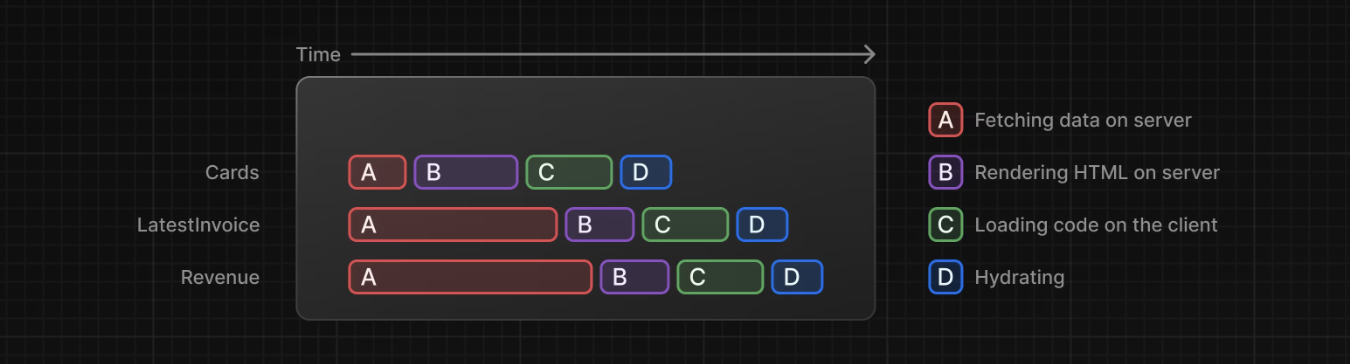 Time
A Fetching data on server
Cards A B C D B Rendering HTML on server
LatestInvoice A B C D C Loading code on the client
Revenue A B C D D Hydrating